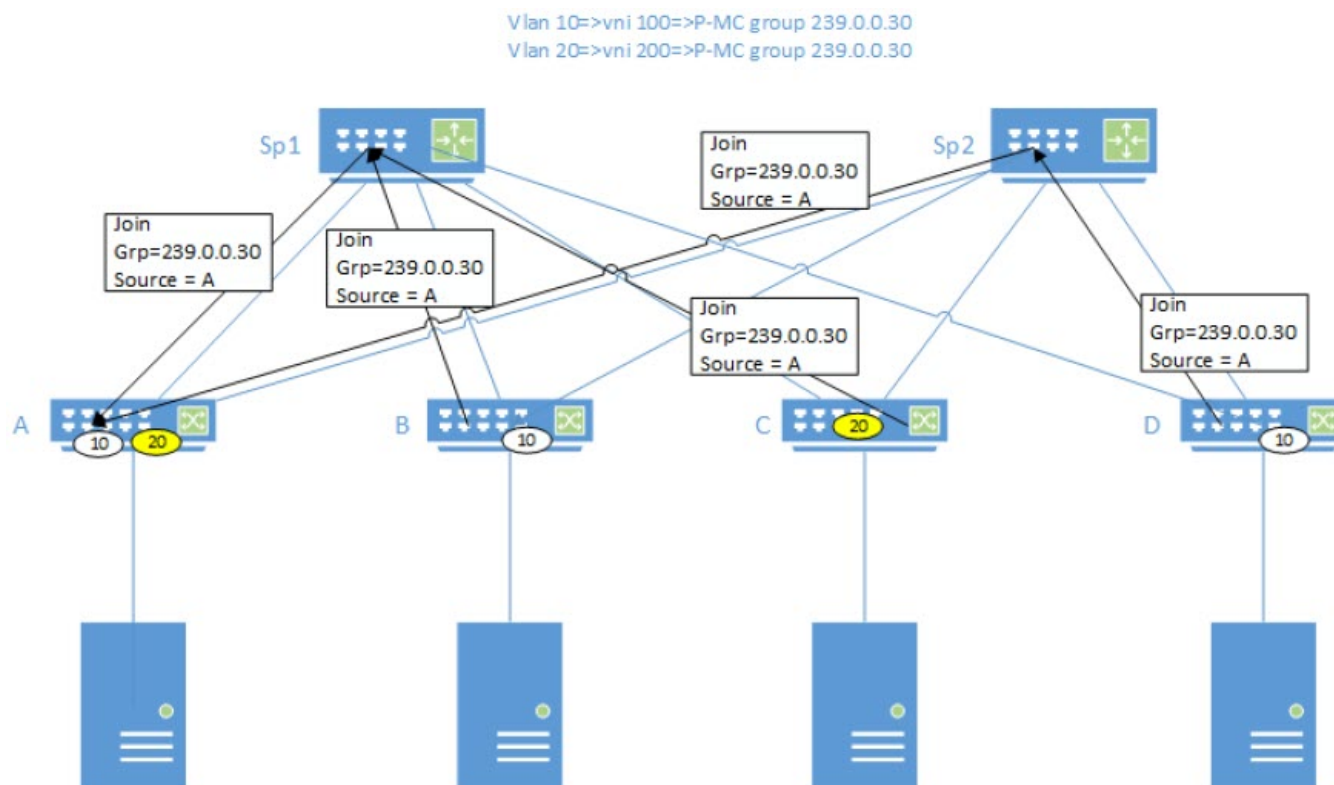 Vlan 10=>vni 100=>P-MC group 239.0.0.30
Vlan 20=>vni 200=>P-MC group 239.0.0.30
Sp1
Sp2
Join
Grp=239.0.0.30
Source = A
Join
Grp=239.0.0.30
Source = A
Join
Grp=239.0.0.30
Source = A
Join
Grp=239.0.0.30
Source = A
Join
Grp=239.0.0.30
Source = A
A
10
20
B
10
C
20
D
10